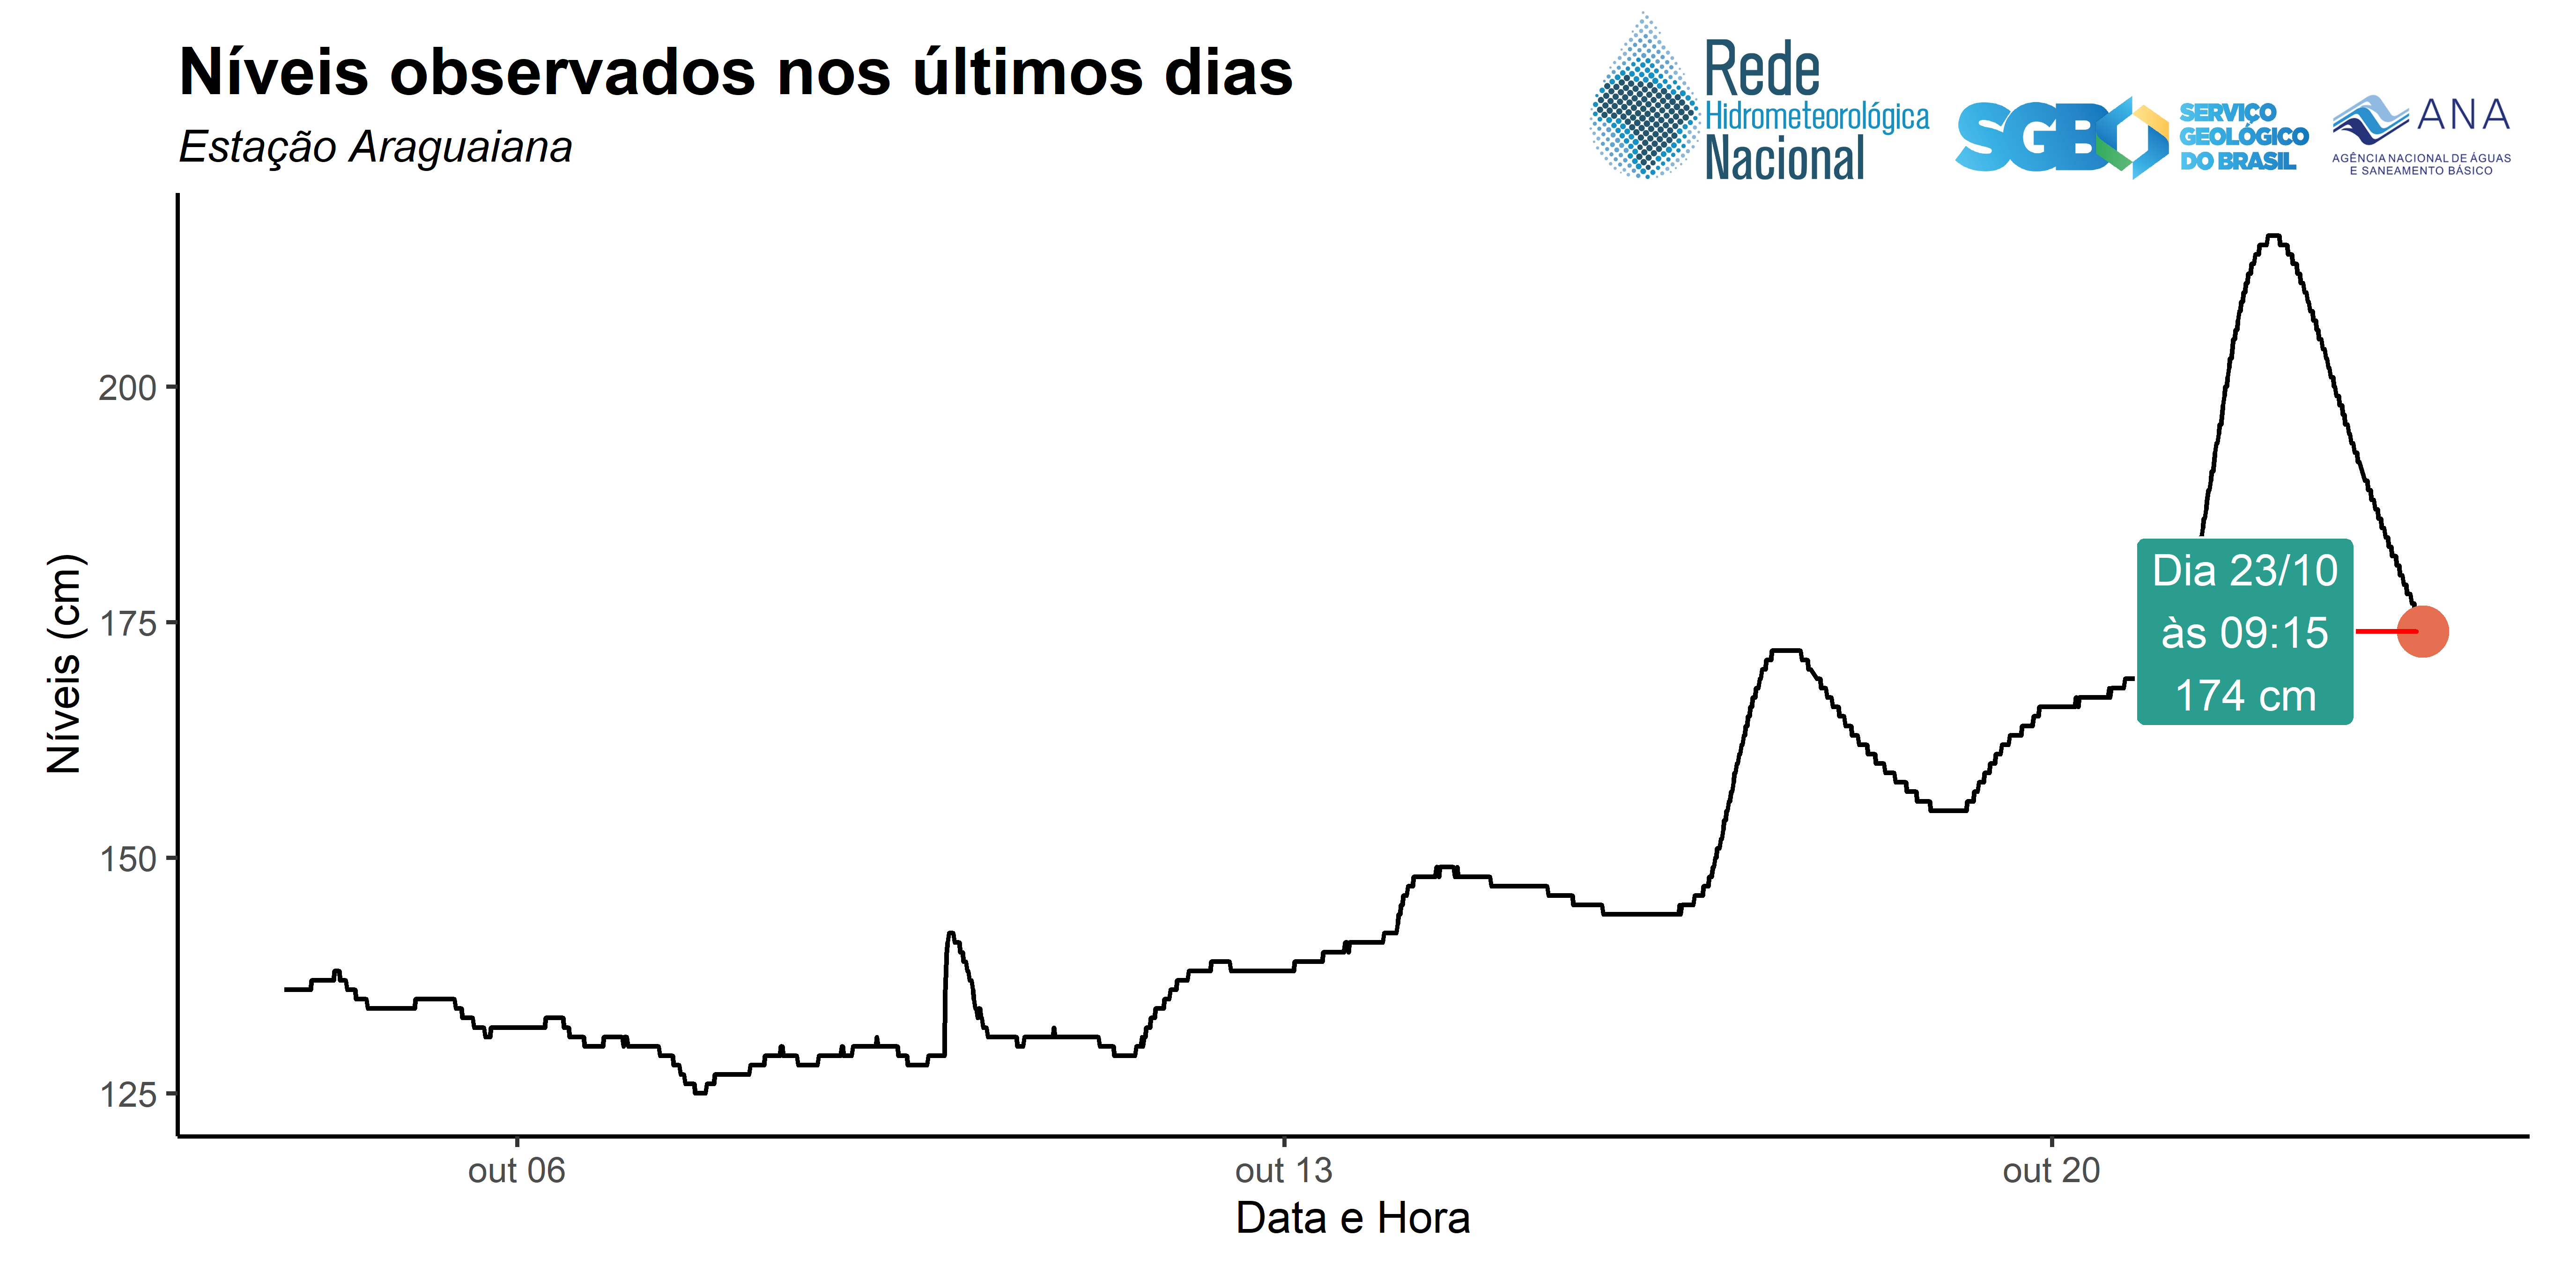 Níveis observados nos últimos dias
Estação Araguaiana
Rede
Hidrometeorológica
Nacional
SGB
SERVIÇO
GEOLÓGICO
DO BRASIL
ANA
AGÊNCIA NACIONAL DE ÁGUAS
E SANEAMENTO BÁSICO
Níveis (cm)
200
175
150
125
Dia 23/10
às 09:15
174 cm
out 06
out 13
out 20
Data e Hora